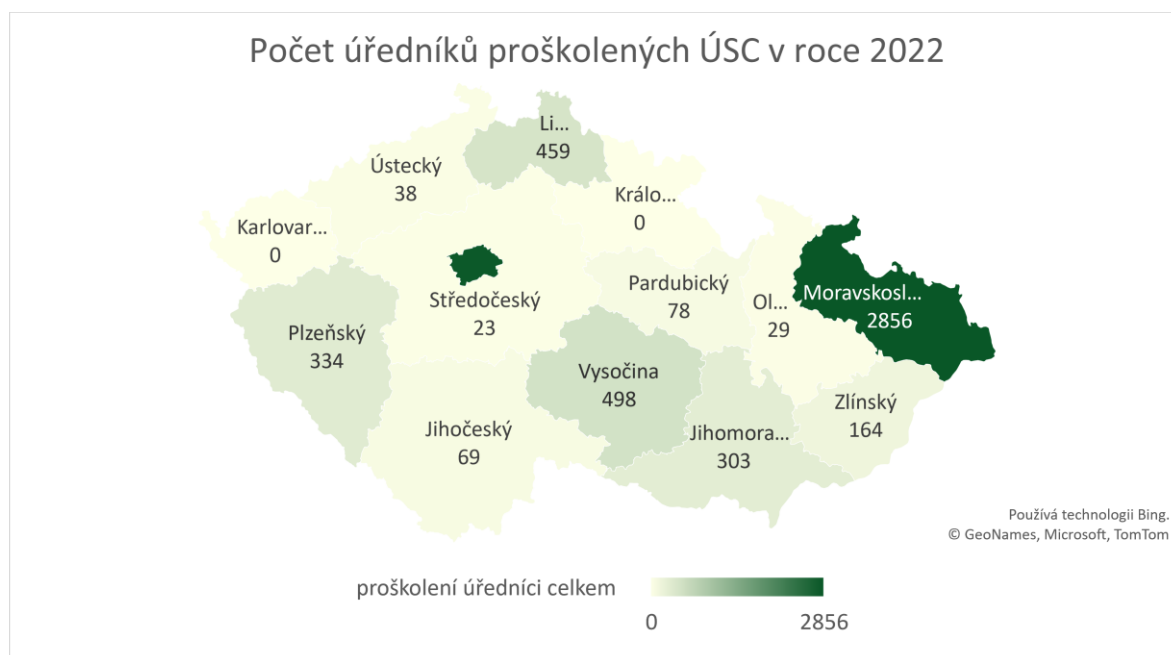 Počet úředníků proškolených ÚSC v roce 2022
Li...
459
Ústecký
38
Králo...
0
Karlovar...
0
Pardubický
78
Středočeský
23
Ol...
29
Moravskosl...
2856
Plzeňský
334
Vysočina
498
Zlínský
164
Jihočeský
69
Jihomora...
303
Používá technologii Bing.
© GeoNames, Microsoft, TomTom
proškolení úředníci celkem
0
2856